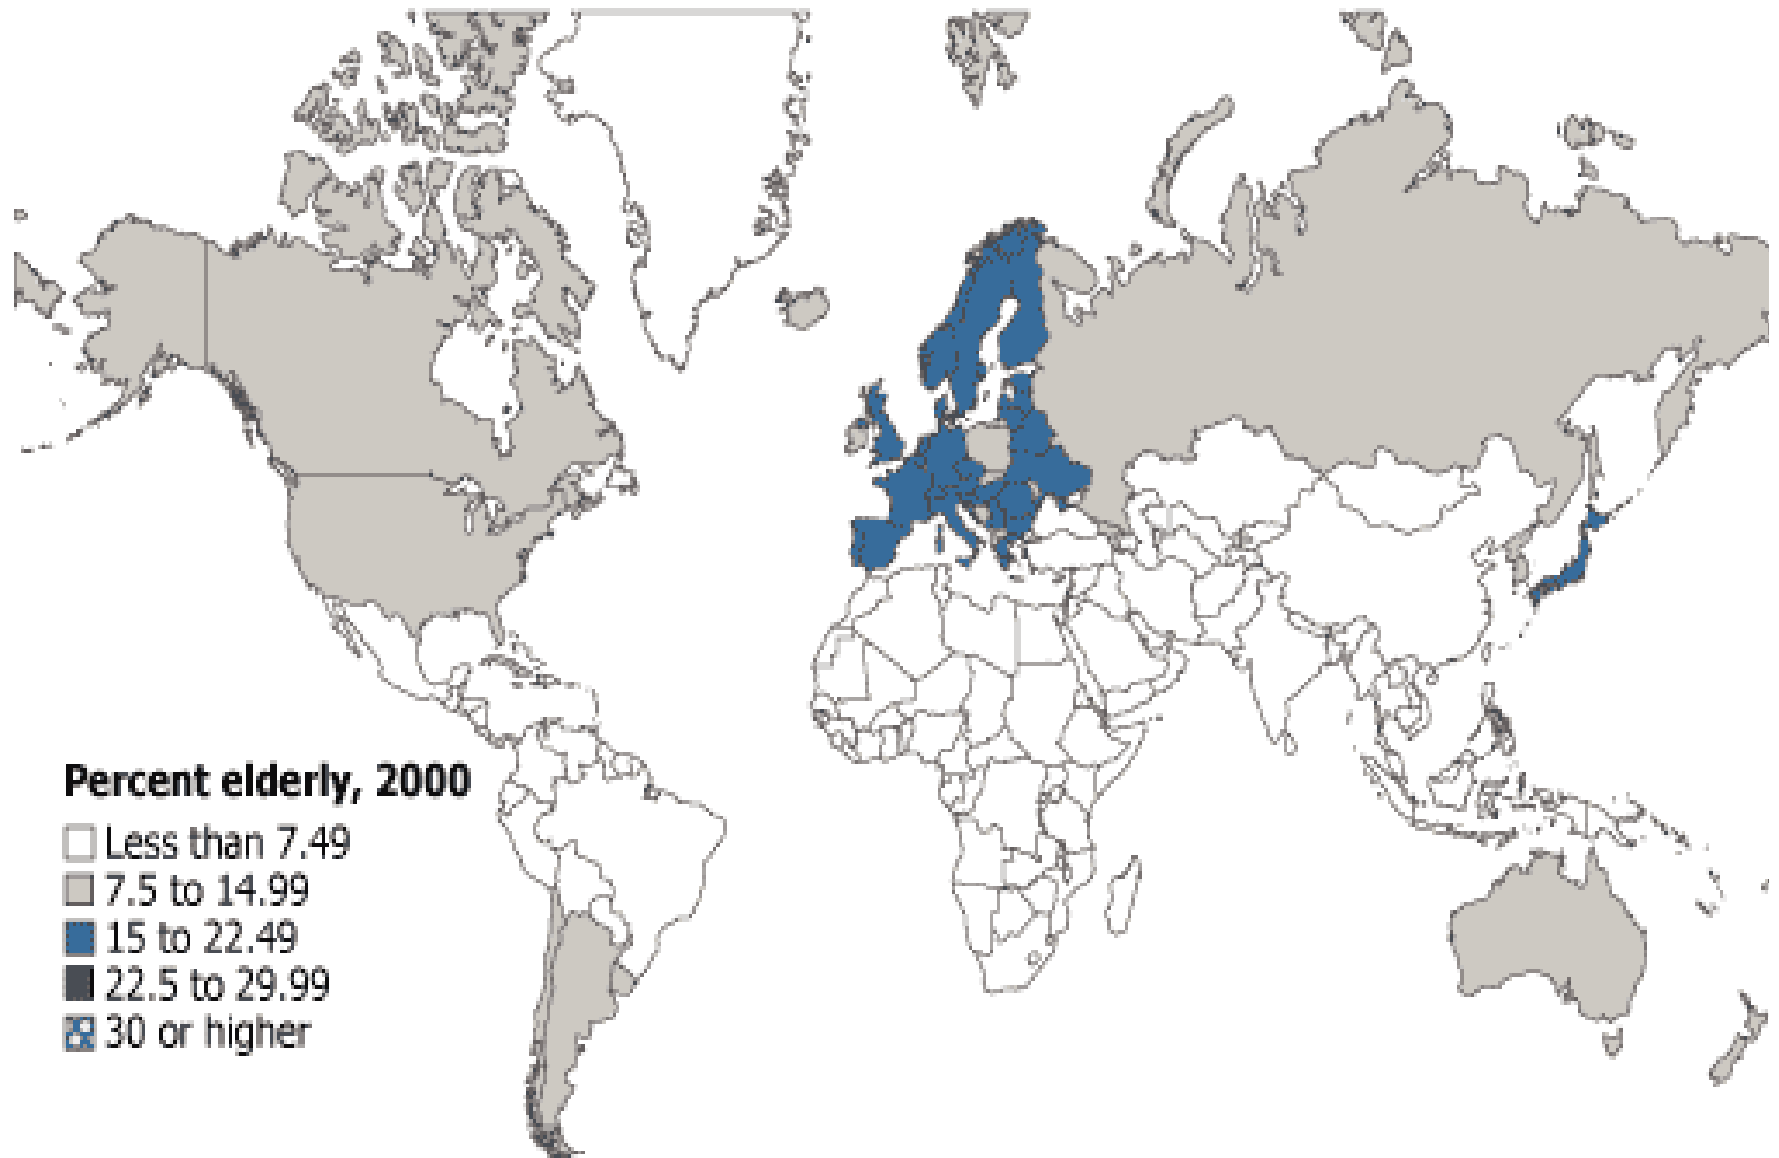 Percent elderly, 2000
Less than 7.49
7.5 to 14.99
15 to 22.49
22.5 to 29.99
30 or higher